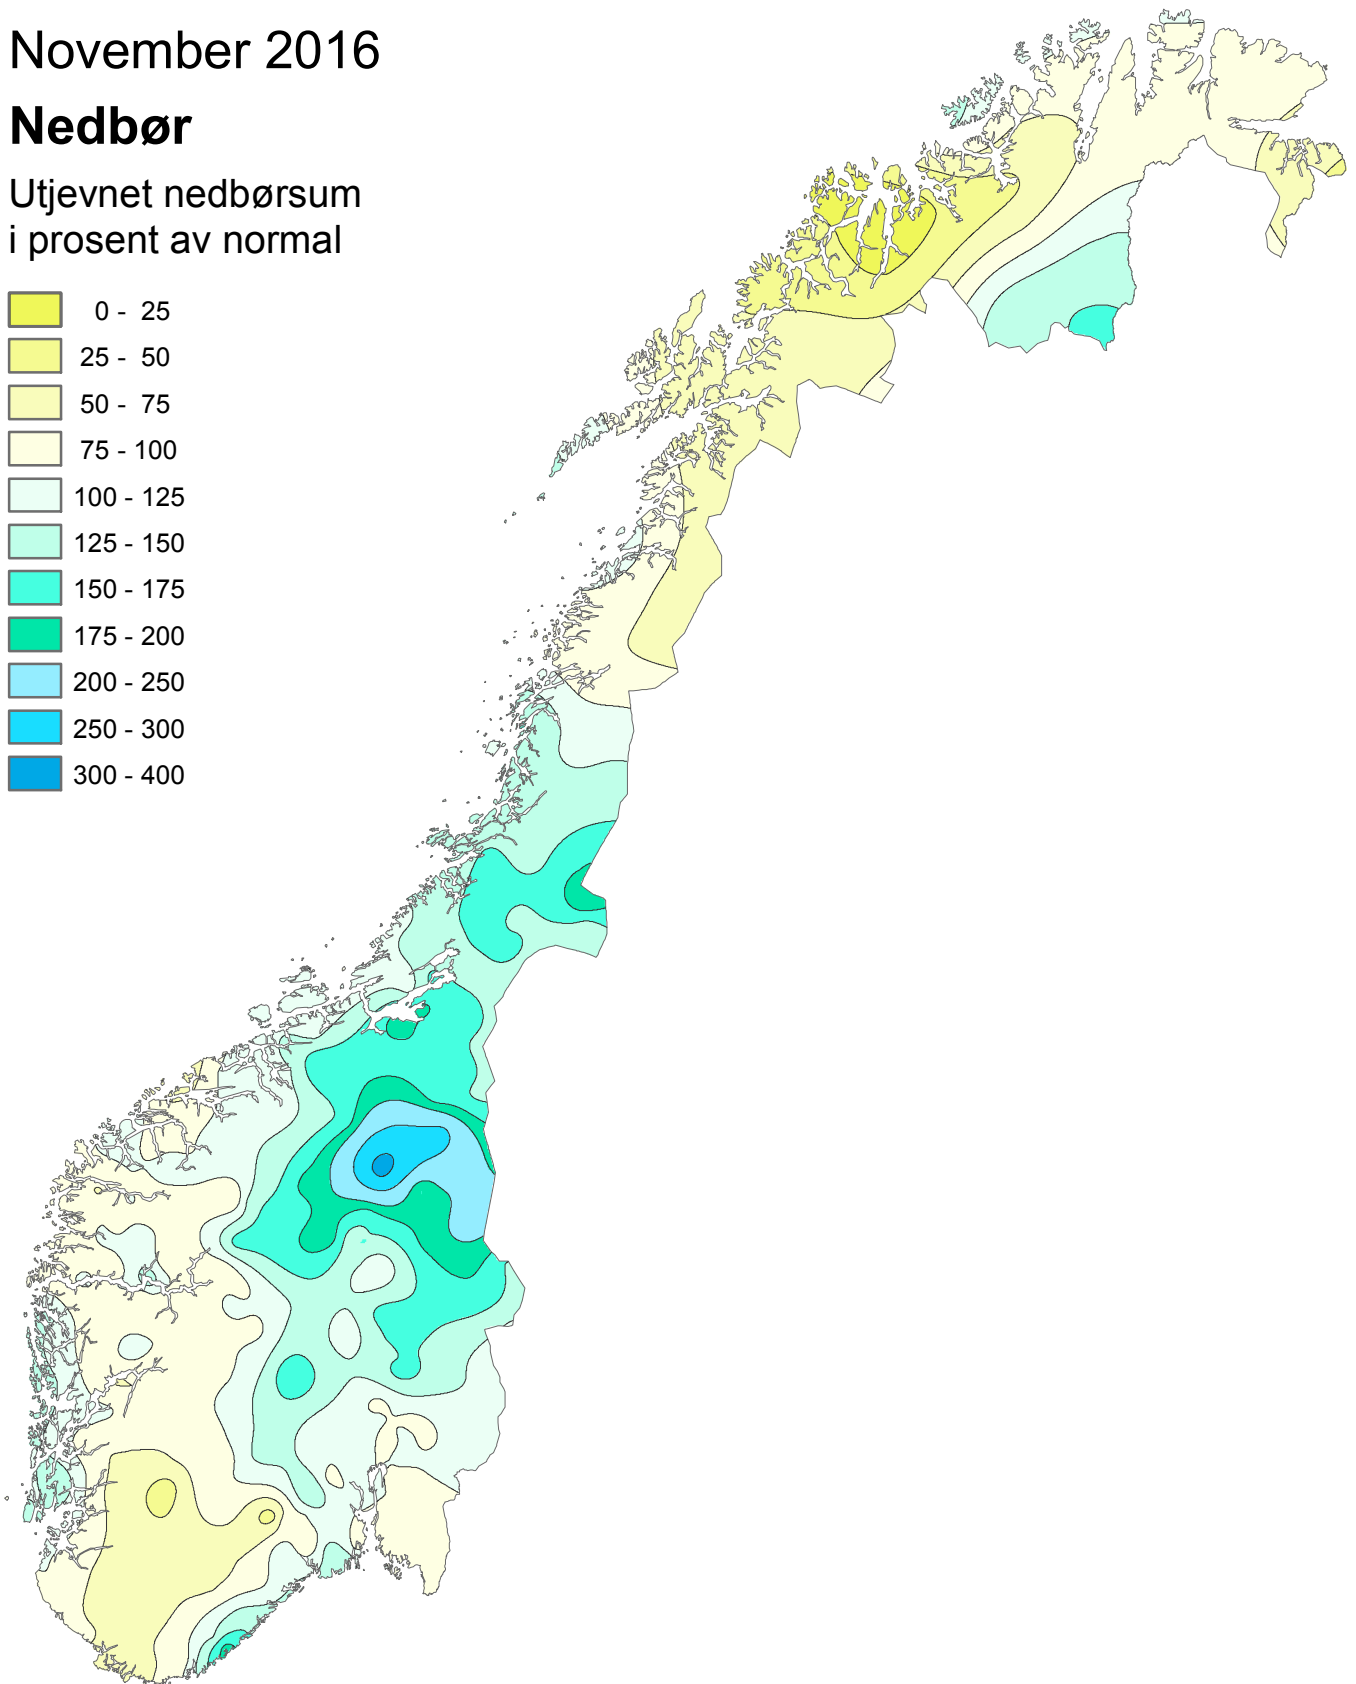 November 2016
Nedbør
Utjevnet nedbørsum
i prosent av normal
0 - 25
25 - 50
50 - 75
75 - 100
100 - 125
125 - 150
150 - 175
175 - 200
200 - 250
250 - 300
300 - 400